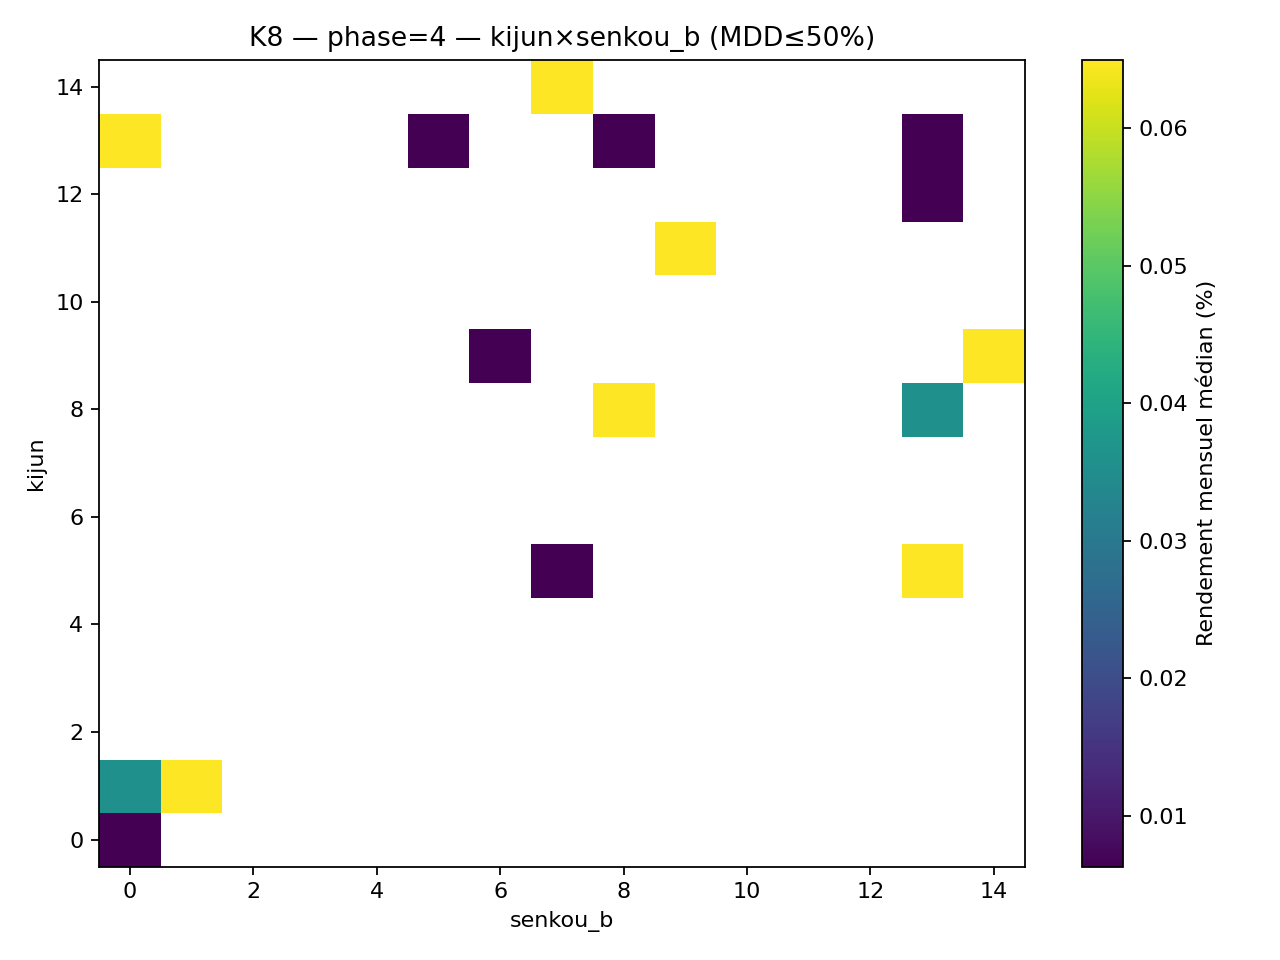 K8 — phase=4 — kijun×senkou_b (MDD≤50%)
14
12
10
8
6
4
2
0
kijun
0 2 4 6 8 10 12 14
senkou_b
0.06
0.05
0.04
0.03
0.02
0.01
Rendement mensuel médian (%)